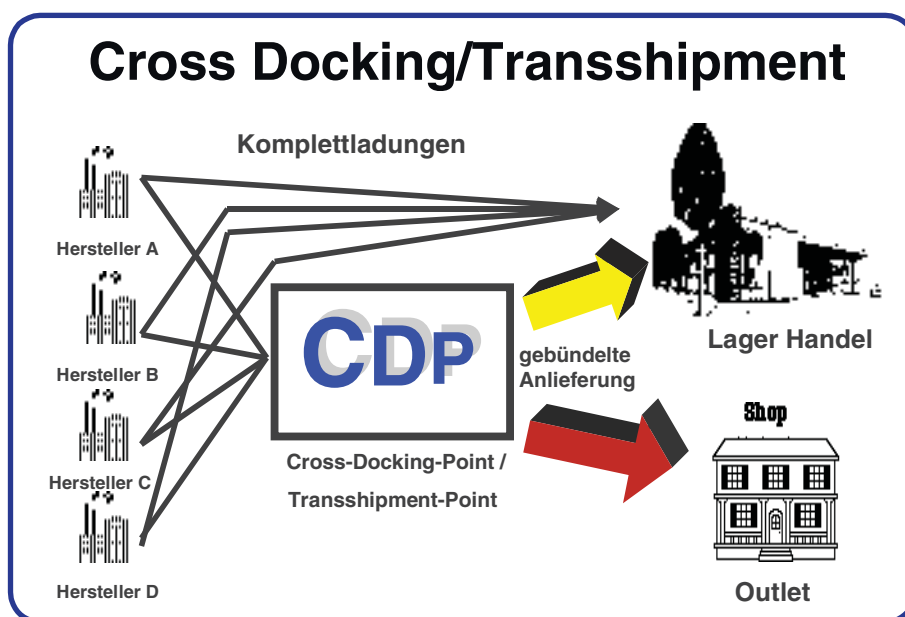 Cross Docking/Transshipment
Komplettladungen
Hersteller A
Hersteller B
Hersteller C
Hersteller D
CDP
Cross-Docking-Point /
Transshipment-Point
gebündelte
Anlieferung
Lager Handel
Shop
Outlet